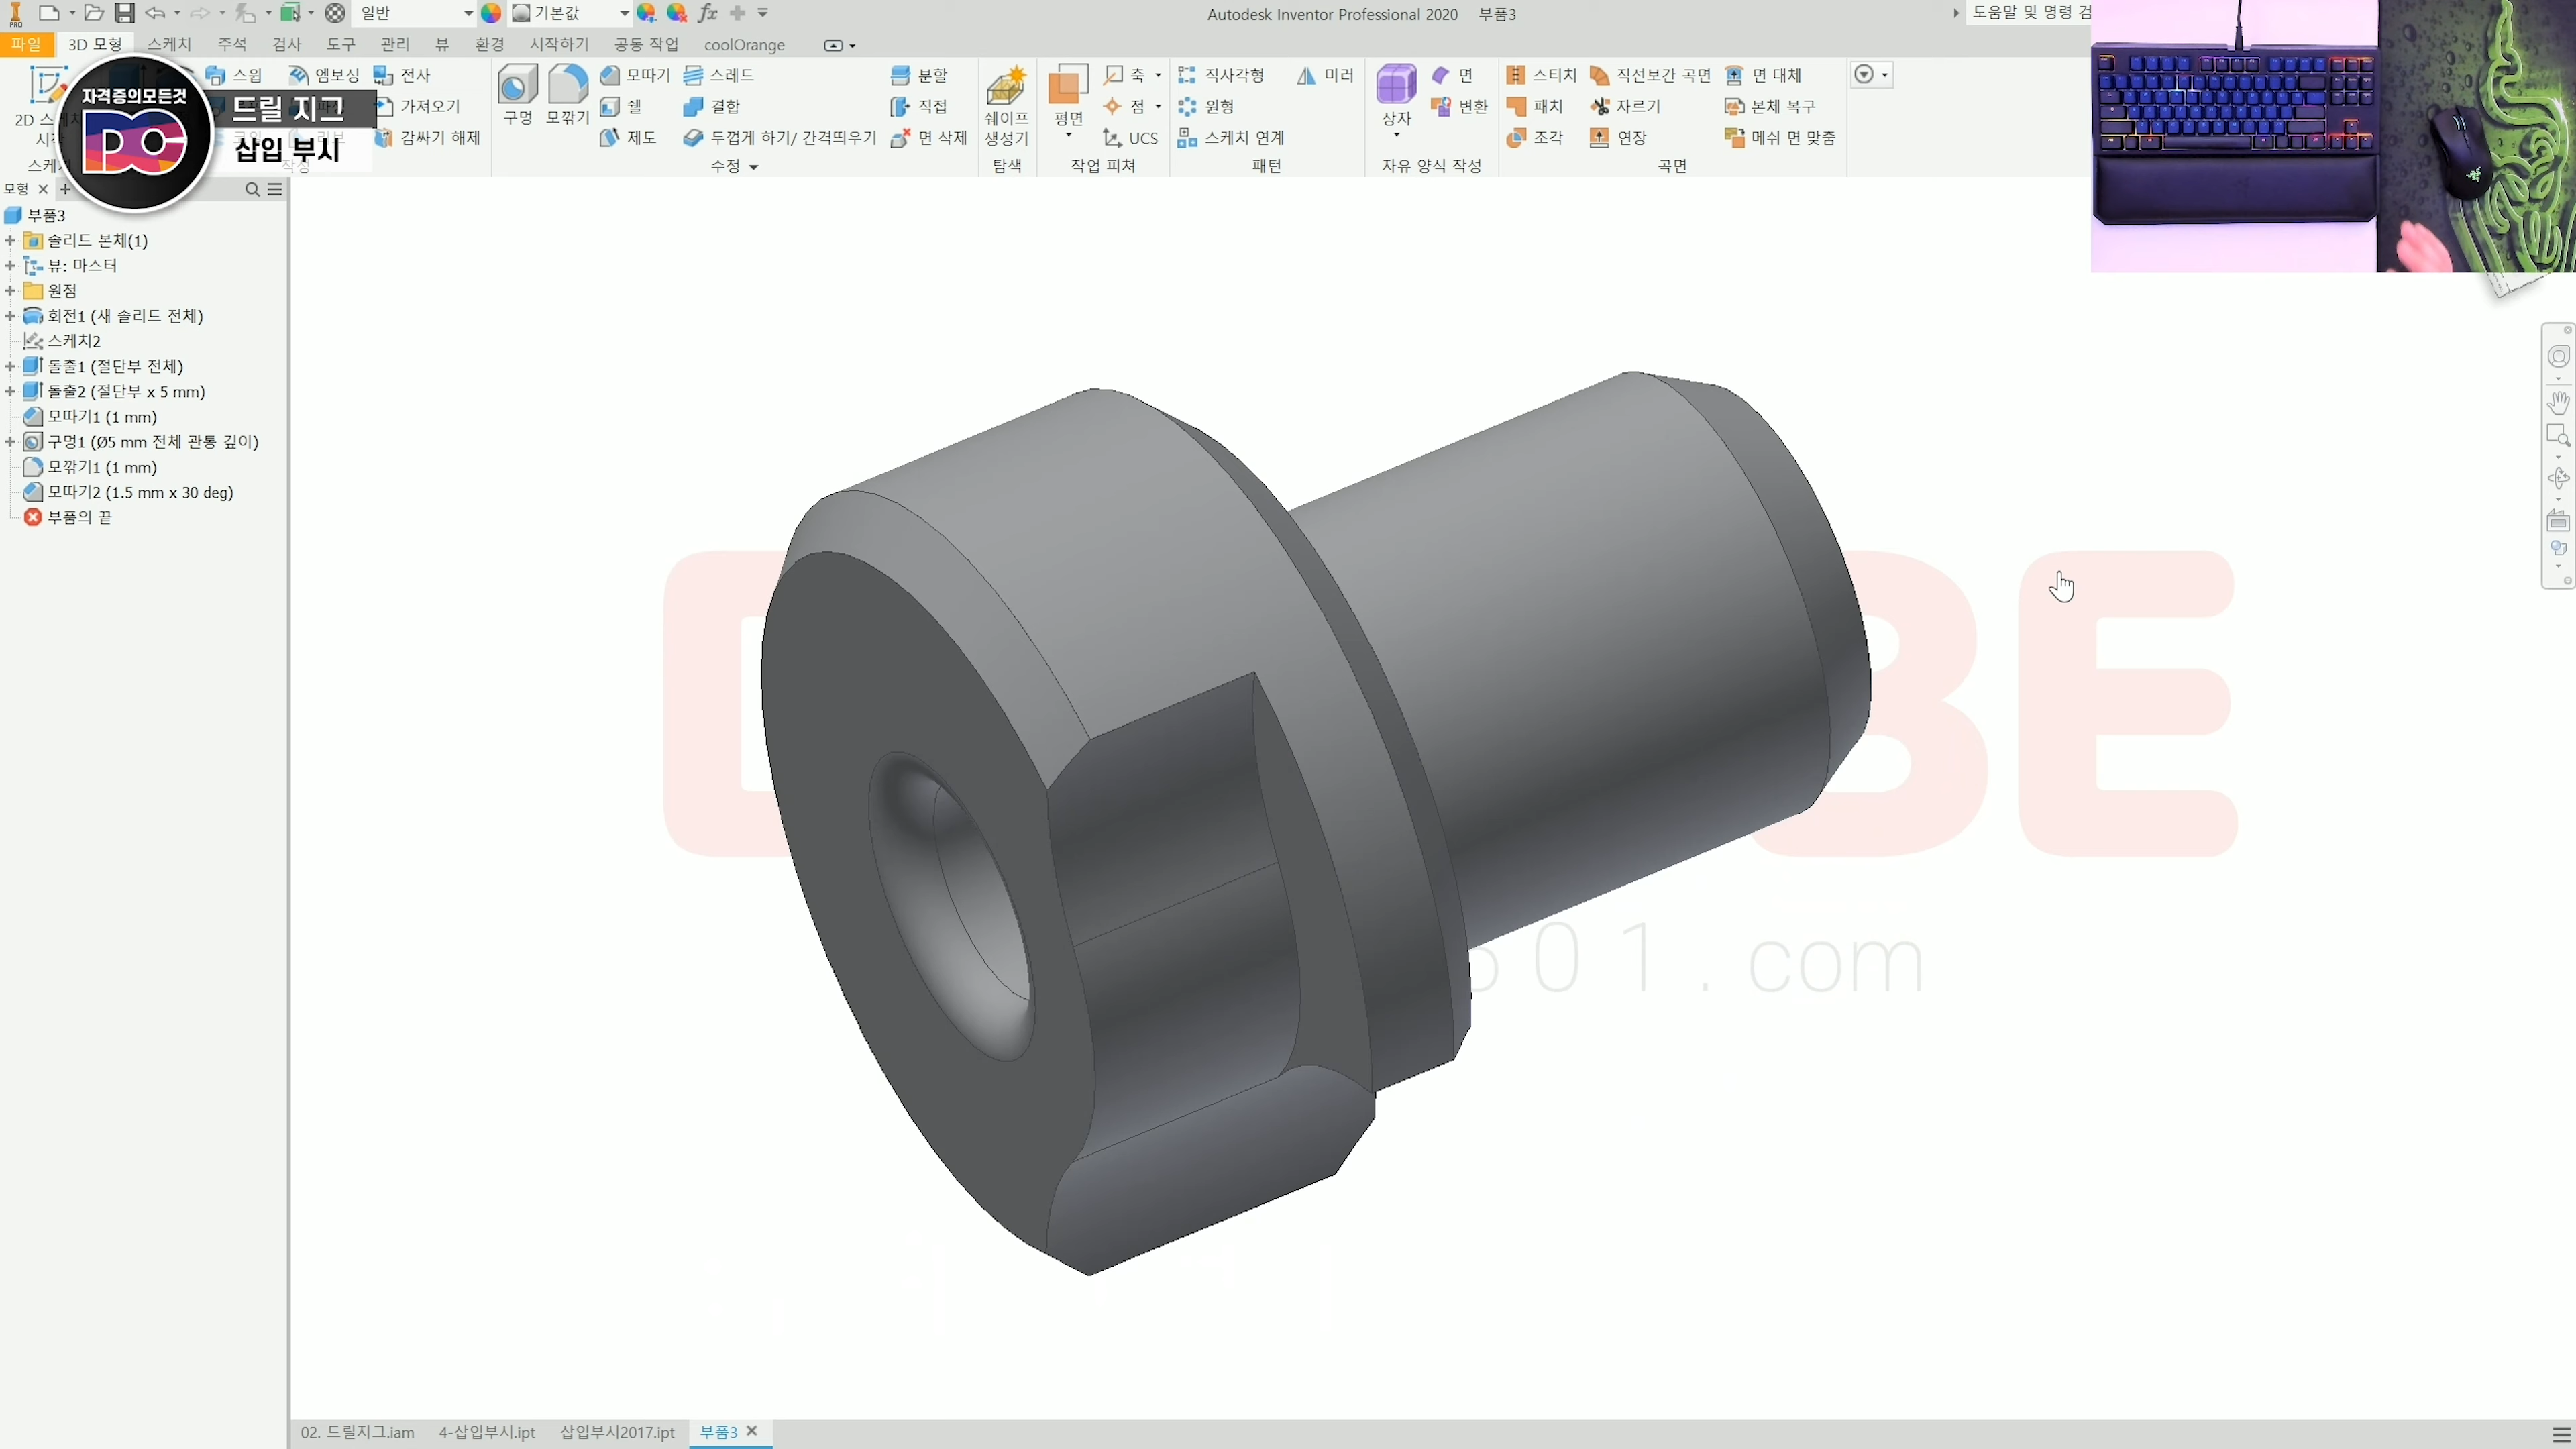 일반
기본값
Autodesk Inventor Professional 2020 부품3
도움말 및 명령 검
PRO
파일 3D 모형 스케치 주석 검사 도구 관리 뷰 환경 시작하기 공동 작업 coolOrange
스윕 엠보싱 전사
가져오기
감싸기 해제
2D
스케치
작성
자격증의모든것
DC
드릴 지그
삽입 부시
구멍 모깎기
모따기 스레드 분할
쉘 결합 직접
제도 두껍게 하기/ 간격띄우기 면 삭제
수정
쉐이프
생성기
탐색
평면 축
점
UCS
작업 피쳐
직사각형 미러
원형
스케치 연계
패턴
상자 면
변환
자유 양식 작성
스티치 직선보간 곡면 면 대체
패치 자르기 본체 복구
조각 연장 메쉬 면 맞춤
곡면
모형
부품3
솔리드 본체(1)
뷰: 마스터
원점
회전1 (새 솔리드 전체)
스케치2
돌출1 (절단부 전체)
돌출2 (절단부 x 5 mm)
모따기1 (1 mm)
구멍1 (Ø5 mm 전체 관통 깊이)
모깎기1 (1 mm)
모따기2 (1.5 mm x 30 deg)
부품의 끝
BE
01.com
02. 드릴지그.iam 4-삽입부시.ipt 삽입부시2017.ipt 부품3